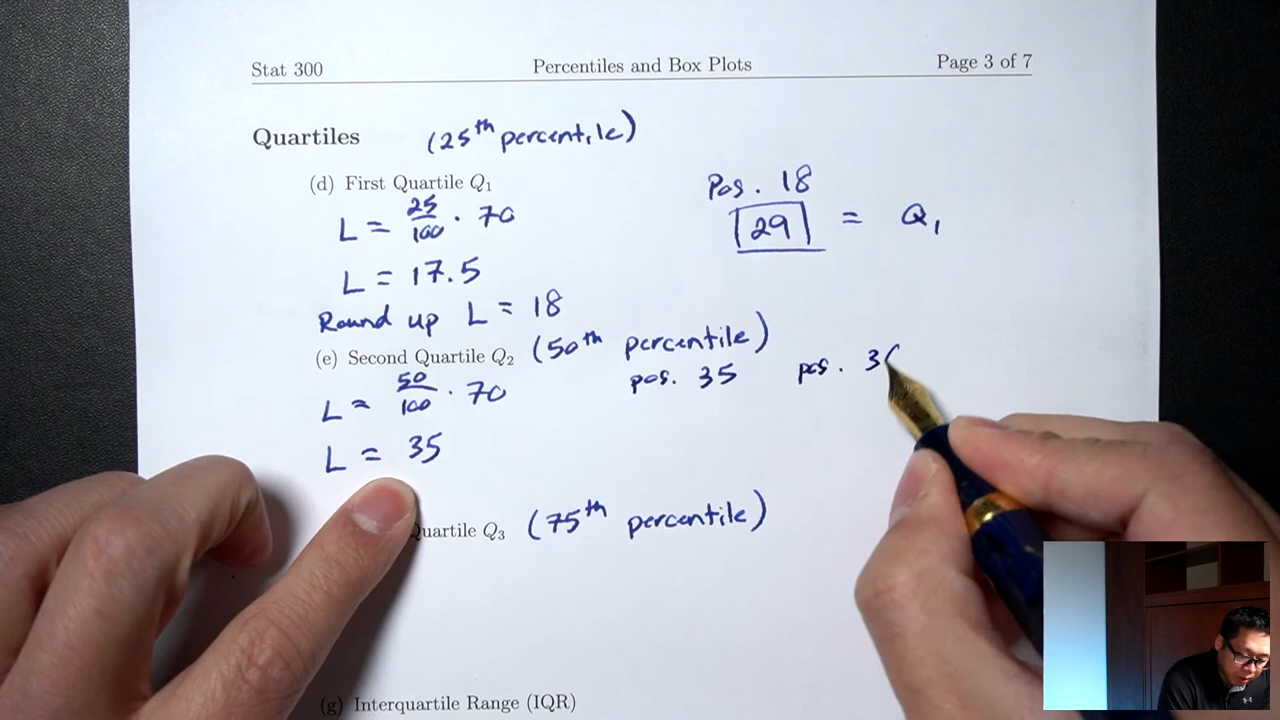 Stat 300 Percentiles and Box Plots Page 3 of 7
Quartiles (25th percentile)
(d) First Quartile Q1
L = 25/100 · 70
L = 17.5
Round up L = 18
Pos. 18
29 = Q1
(e) Second Quartile Q2 (50th percentile)
L = 50/100 · 70
L = 35
pos. 35 pos. 3
Quartile Q3 (75th percentile)
(g) Interquartile Range (IQR)